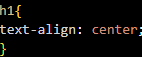 h1{
text-align: center;
}